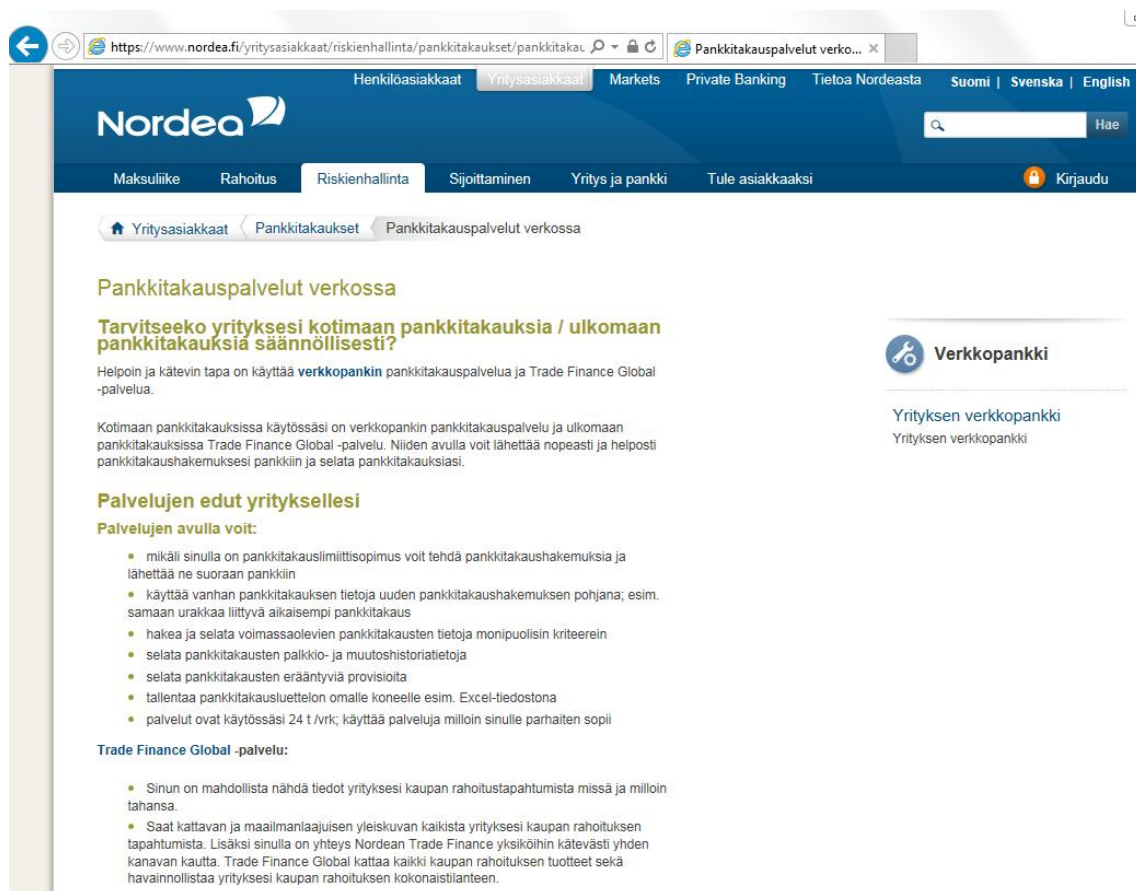 https://www.nordea.fi/yritysasiakkaat/riskienhallinta/pankkitakaukset/pankkitakau
Pankkitakauspalvelut verko...
Henkilöasiakkaat Yritysasiakkaat Markets Private Banking Tietoa Nordeasta Suomi | Svenska | English
Nordea
Hae
Maksuliike Rahoitus Riskienhallinta Sijoittaminen Yritys ja pankki Tule asiakkaaksi Kirjaudu
Yritysasiakkaat Pankkitakaukset Pankkitakauspalvelut verkossa
Pankkitakauspalvelut verkossa
Tarvitseeko yrityksesi kotimaan pankkitakauksia / ulkomaan
pankkitakauksia säännöllisesti?
Helpoin ja kätevin tapa on käyttää verkkopankin pankkitakauspalvelua ja Trade Finance Global
-palvelua.
Kotimaan pankkitakauksissa käytössäsi on verkkopankin pankkitakauspalvelu ja ulkomaan
pankkitakauksissa Trade Finance Global -palvelu. Niiden avulla voit lähettää nopeasti ja helposti
pankkitakaushakemuksesi pankkiin ja selata pankkitakauksiasi.
Palvelujen edut yrityksellesi
Palvelujen avulla voit:
• mikäli sinulla on pankkitakauslimiittisopimus voit tehdä pankkitakaushakemuksia ja
lähettää ne suoraan pankkiin
• käyttää vanhan pankkitakauksen tietoja uuden pankkitakaushakemuksen pohjana; esim.
samaan urakkaa liittyvä aikaisempi pankkitakaus
• hakea ja selata voimassaolevien pankkitakausten tietoja monipuolisin kriteerein
• selata pankkitakausten palkkio- ja muutoshistoriatietoja
• selata pankkitakausten erääntyviä provisioita
• tallentaa pankkitakausluettelon omalle koneelle esim. Excel-tiedostona
• palvelut ovat käytössäsi 24 t /vrk; käyttää palveluja milloin sinulle parhaiten sopii
Trade Finance Global -palvelu:
• Sinun on mahdollista nähdä tiedot yrityksesi kaupan rahoitustapahtumista missä ja milloin
tahansa.
• Saat kattavan ja maailmanlaajuisen yleiskuvan kaikista yrityksesi kaupan rahoituksen
tapahtumista. Lisäksi sinulla on yhteys Nordean Trade Finance yksiköihin kätevästi yhden
kanavan kautta. Trade Finance Global kattaa kaikki kaupan rahoituksen tuotteet sekä
havainnollistaa yrityksesi kaupan rahoituksen kokonaistilanteen.
Verkkopankki
Yrityksen verkkopankki
Yrityksen verkkopankki